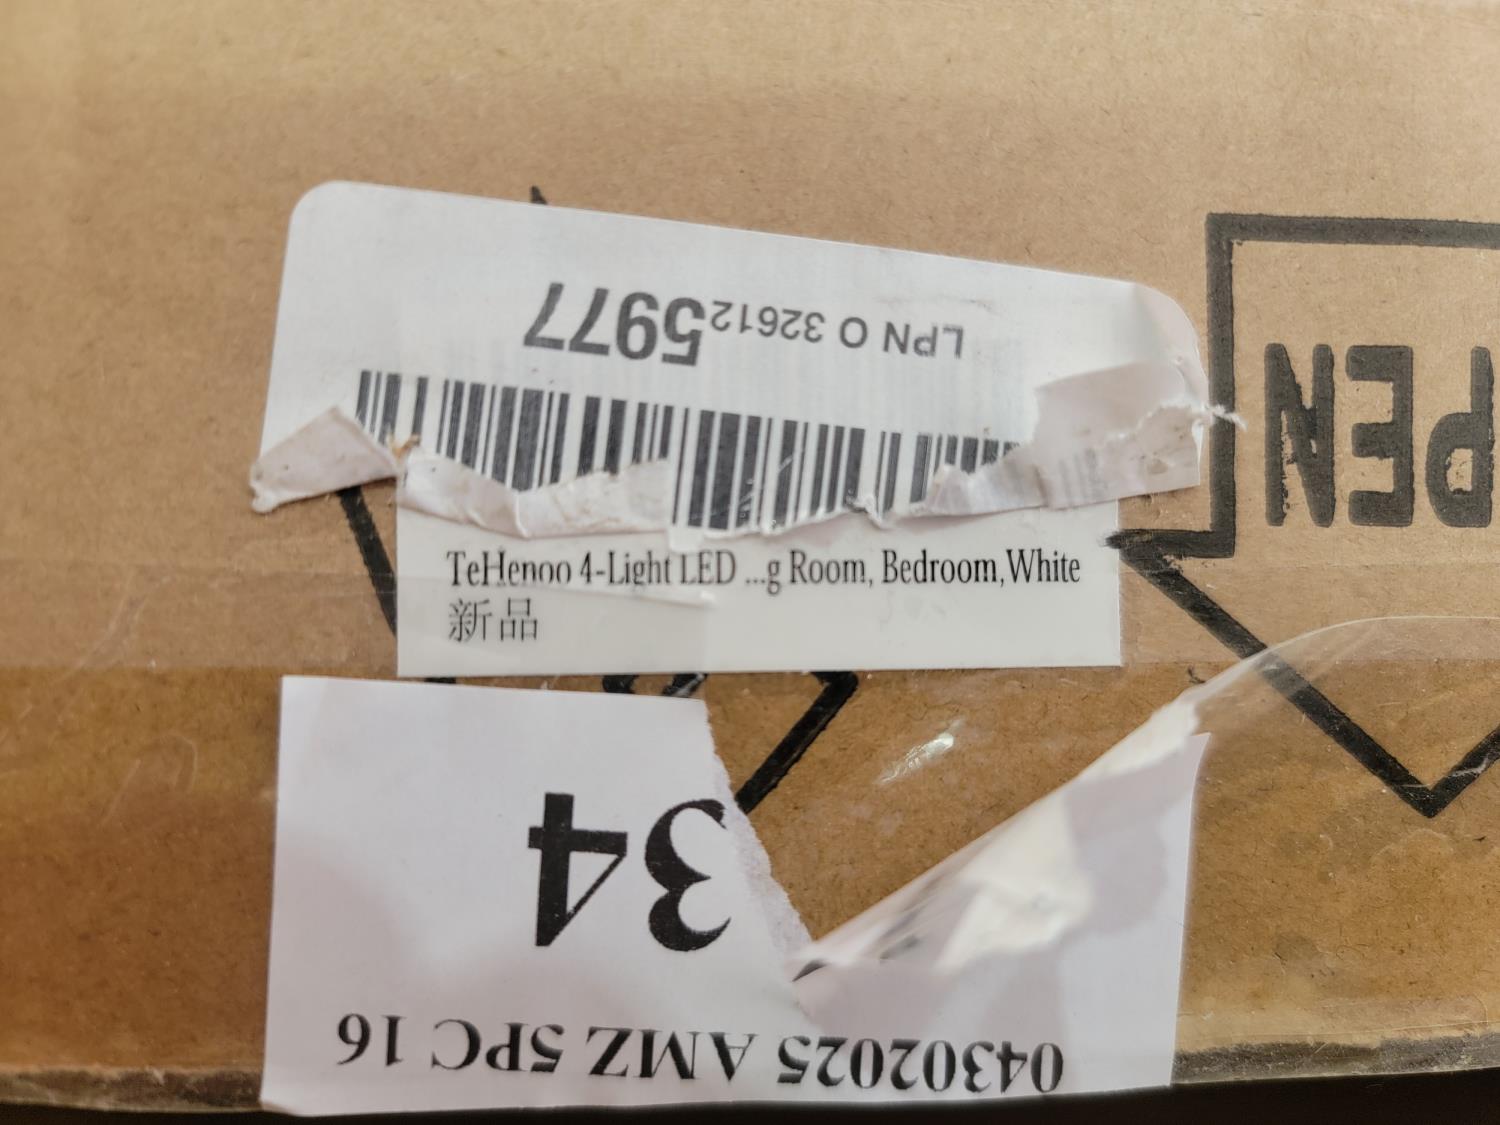 LPN O 326125977
TeHenoo 4-Light LED ...g Room, Bedroom,White
新品
PEN
34
04302025 AMZ 5PC 16